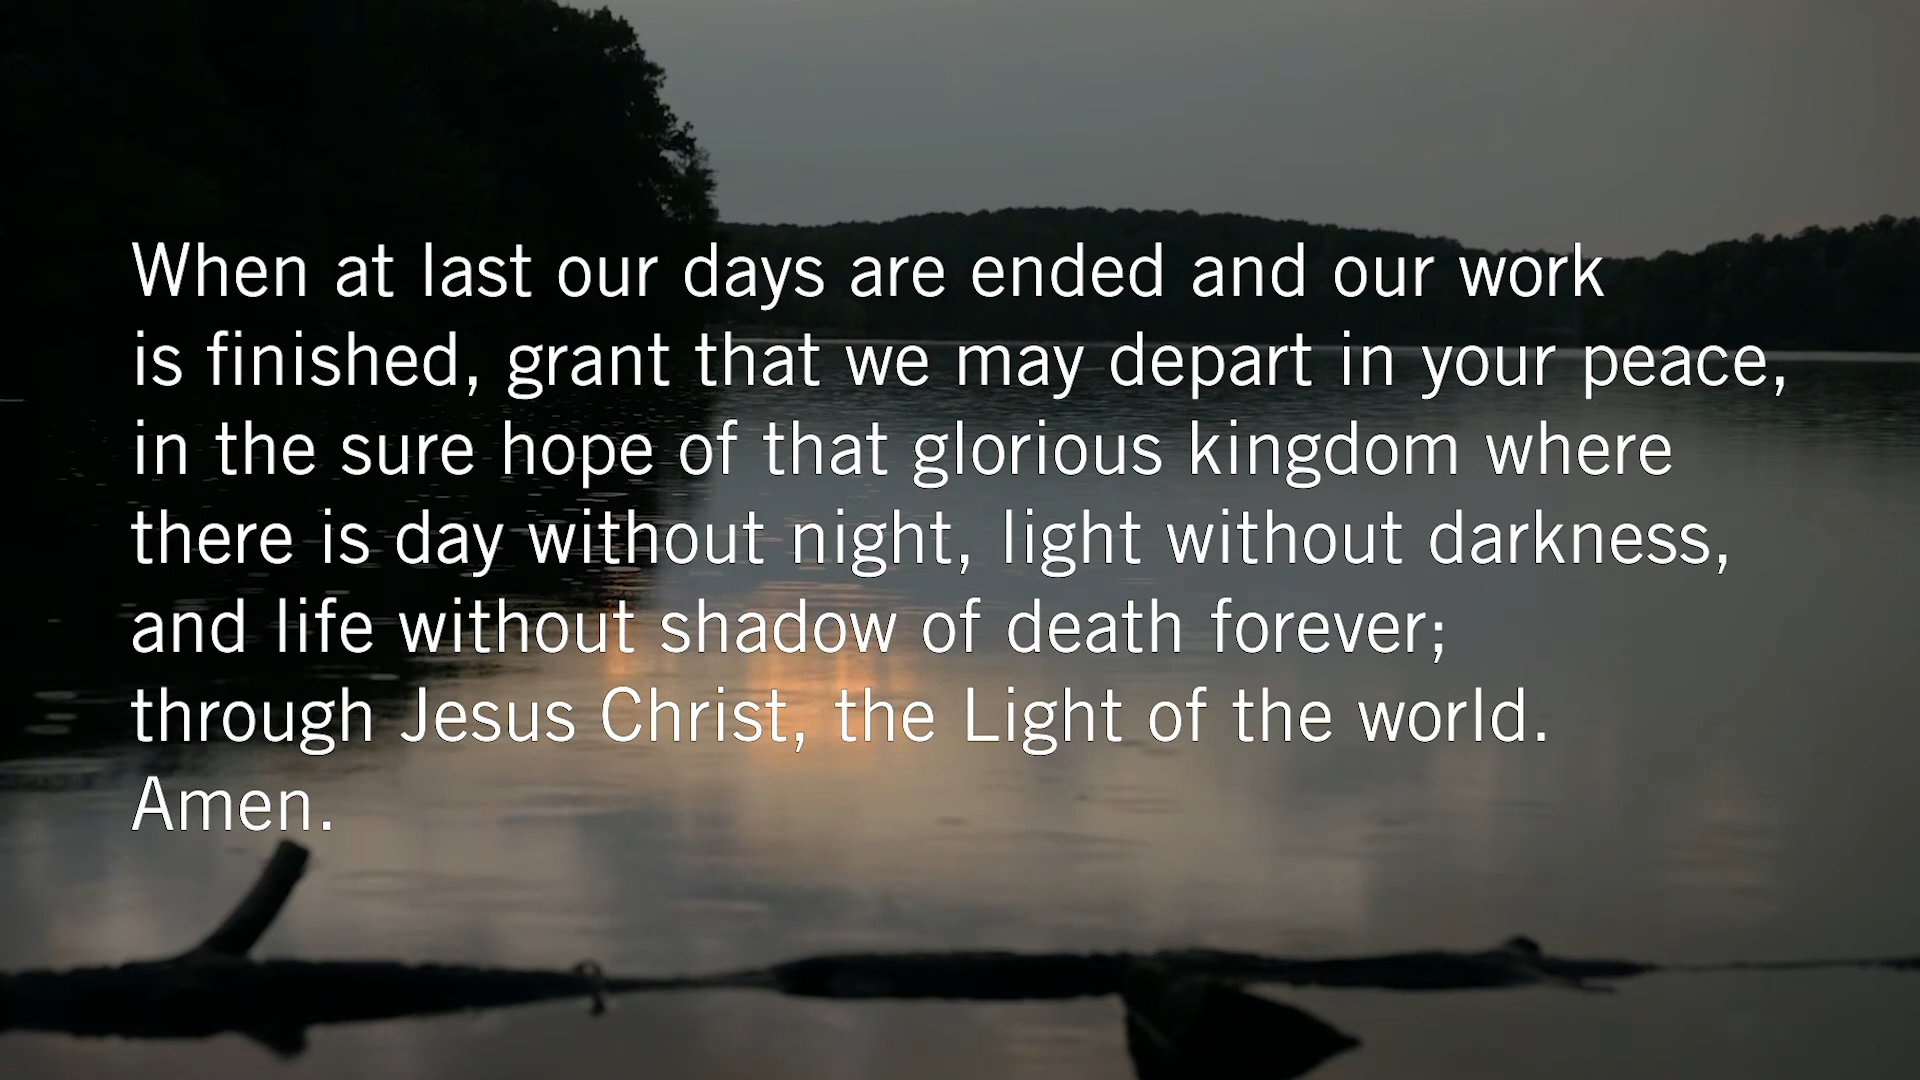 When at last our days are ended and our work
is finished, grant that we may depart in your peace,
in the sure hope of that glorious kingdom where
there is day without night, light without darkness,
and life without shadow of death forever;
through Jesus Christ, the Light of the world.
Amen.